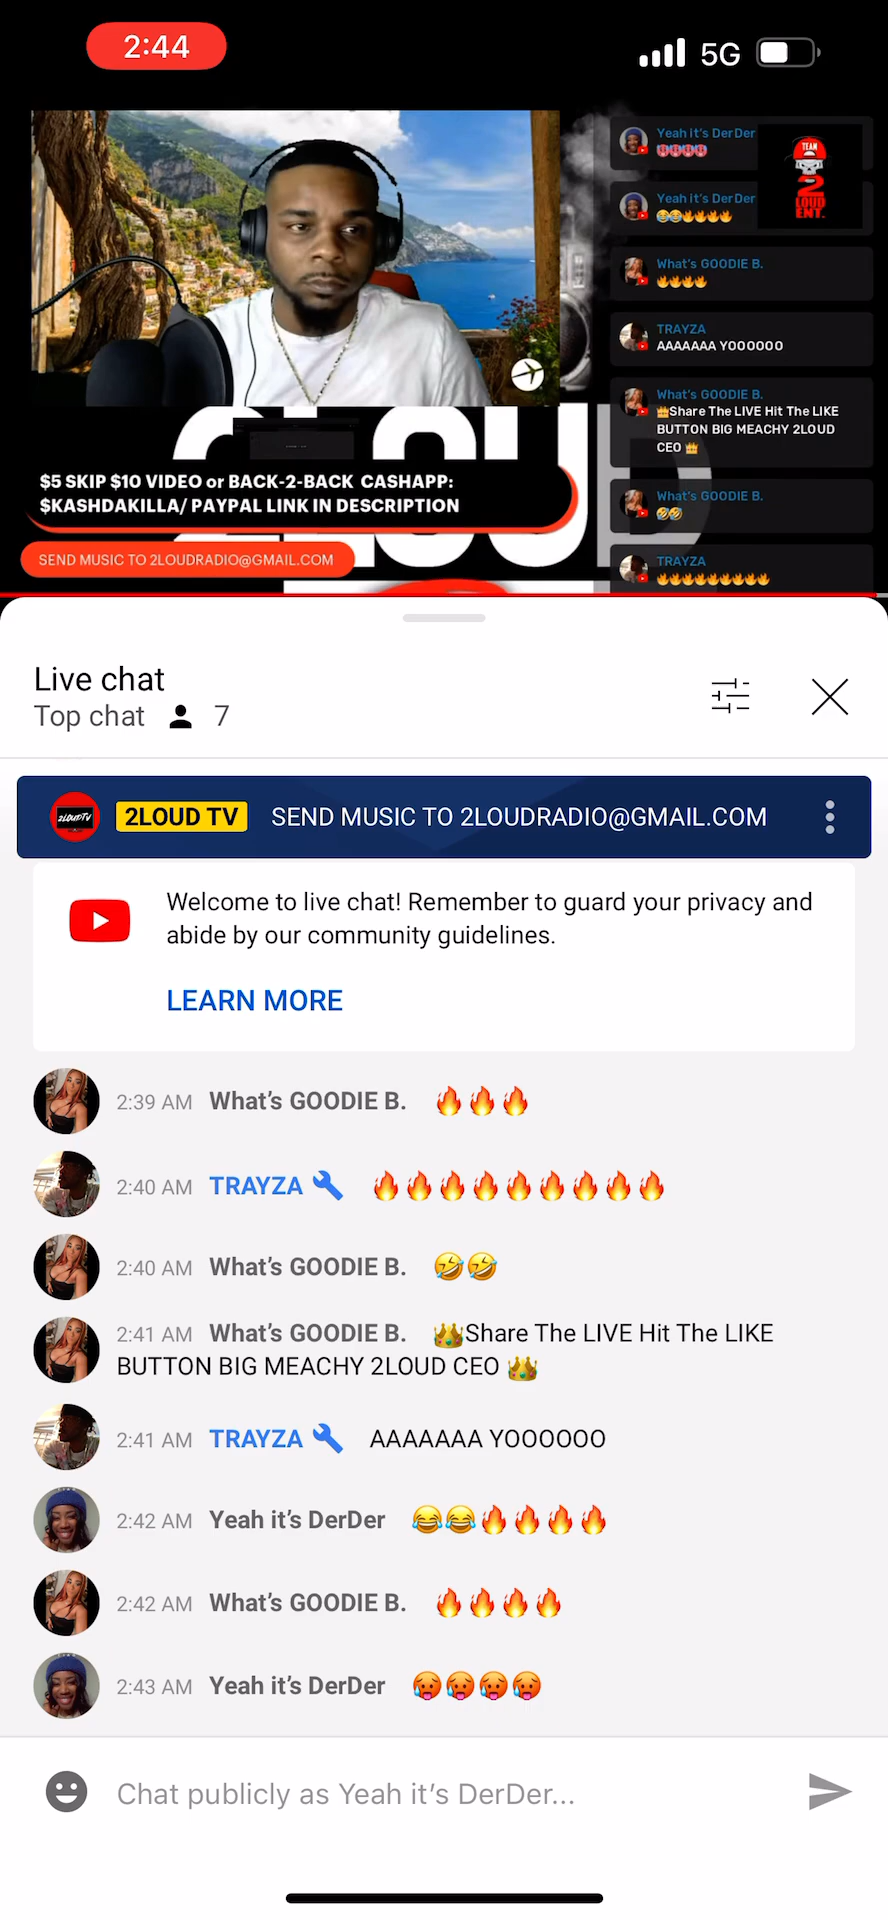 2:44
5G
Yeah it's DerDer
TEAM
2
LOUD
ENT.
Yeah it's DerDer
What's GOODIE B.
TRAYZA
AAAAAAA YOOOOOO
What's GOODIE B.
👑Share The LIVE Hit The LIKE
BUTTON BIG MEACHY 2LOUD
CEO 👑
What's GOODIE B.
🤣🤣
TRAYZA
🔥🔥🔥🔥🔥🔥🔥🔥🔥
2LOUD
$5 SKIP $10 VIDEO or BACK-2-BACK CASHAPP:
$KASHDAKILLA/ PAYPAL LINK IN DESCRIPTION
SEND MUSIC TO 2LOUDRADIO@GMAIL.COM
Live chat
Top chat 7
2LOUDTV 2LOUD TV SEND MUSIC TO 2LOUDRADIO@GMAIL.COM
Welcome to live chat! Remember to guard your privacy and
abide by our community guidelines.
LEARN MORE
2:39 AM What's GOODIE B. 🔥🔥🔥
2:40 AM TRAYZA 🔧 🔥🔥🔥🔥🔥🔥🔥🔥🔥
2:40 AM What's GOODIE B. 🤣🤣
2:41 AM What's GOODIE B. 👑Share The LIVE Hit The LIKE
BUTTON BIG MEACHY 2LOUD CEO 👑
2:41 AM TRAYZA 🔧 AAAAAAA YOOOOOO
2:42 AM Yeah it's DerDer 😂😂🔥🔥🔥🔥
2:42 AM What's GOODIE B. 🔥🔥🔥🔥
2:43 AM Yeah it's DerDer 🥵🥵🥵🥵
Chat publicly as Yeah it's DerDer...